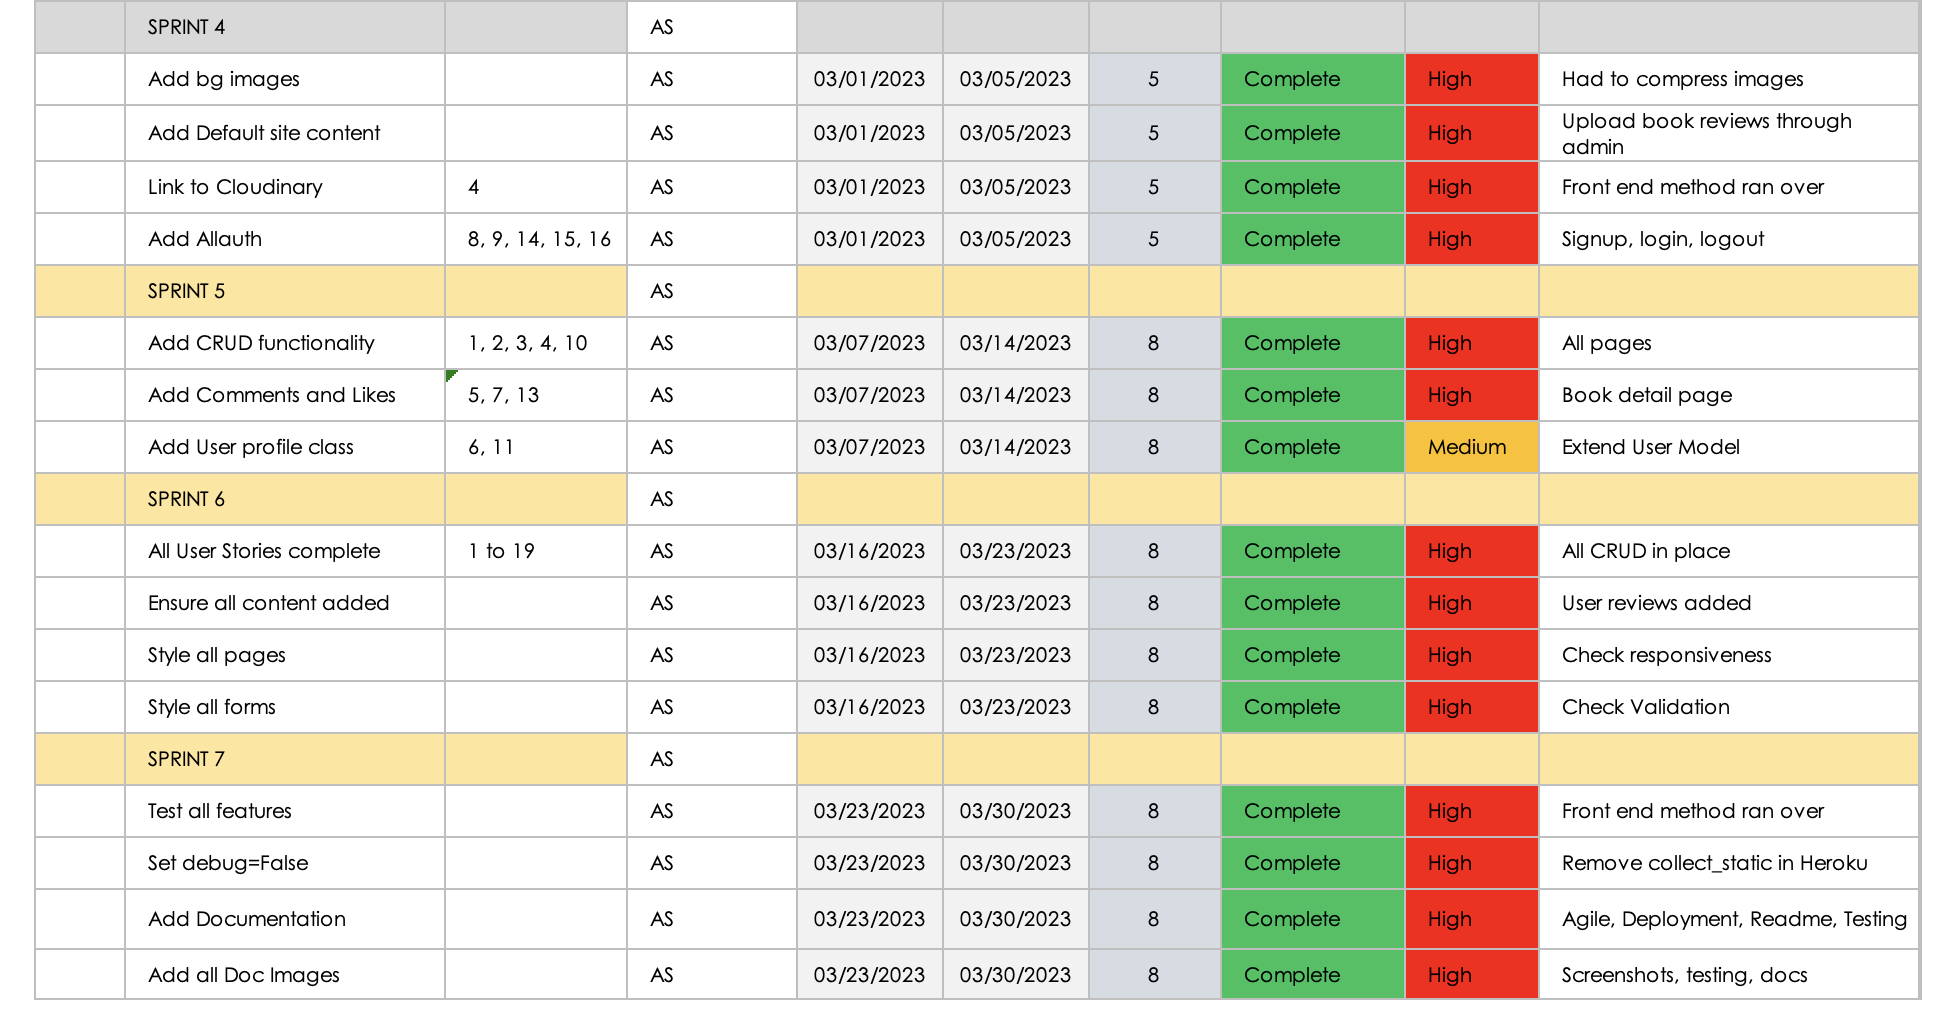 SPRINT 4 AS
Add bg images AS 03/01/2023 03/05/2023 5 Complete High Had to compress images
Add Default site content AS 03/01/2023 03/05/2023 5 Complete High Upload book reviews through
admin
Link to Cloudinary 4 AS 03/01/2023 03/05/2023 5 Complete High Front end method ran over
Add Allauth 8, 9, 14, 15, 16 AS 03/01/2023 03/05/2023 5 Complete High Signup, login, logout
SPRINT 5 AS
Add CRUD functionality 1, 2, 3, 4, 10 AS 03/07/2023 03/14/2023 8 Complete High All pages
Add Comments and Likes 5, 7, 13 AS 03/07/2023 03/14/2023 8 Complete High Book detail page
Add User profile class 6, 11 AS 03/07/2023 03/14/2023 8 Complete Medium Extend User Model
SPRINT 6 AS
All User Stories complete 1 to 19 AS 03/16/2023 03/23/2023 8 Complete High All CRUD in place
Ensure all content added AS 03/16/2023 03/23/2023 8 Complete High User reviews added
Style all pages AS 03/16/2023 03/23/2023 8 Complete High Check responsiveness
Style all forms AS 03/16/2023 03/23/2023 8 Complete High Check Validation
SPRINT 7 AS
Test all features AS 03/23/2023 03/30/2023 8 Complete High Front end method ran over
Set debug=False AS 03/23/2023 03/30/2023 8 Complete High Remove collect_static in Heroku
Add Documentation AS 03/23/2023 03/30/2023 8 Complete High Agile, Deployment, Readme, Testing
Add all Doc Images AS 03/23/2023 03/30/2023 8 Complete High Screenshots, testing, docs